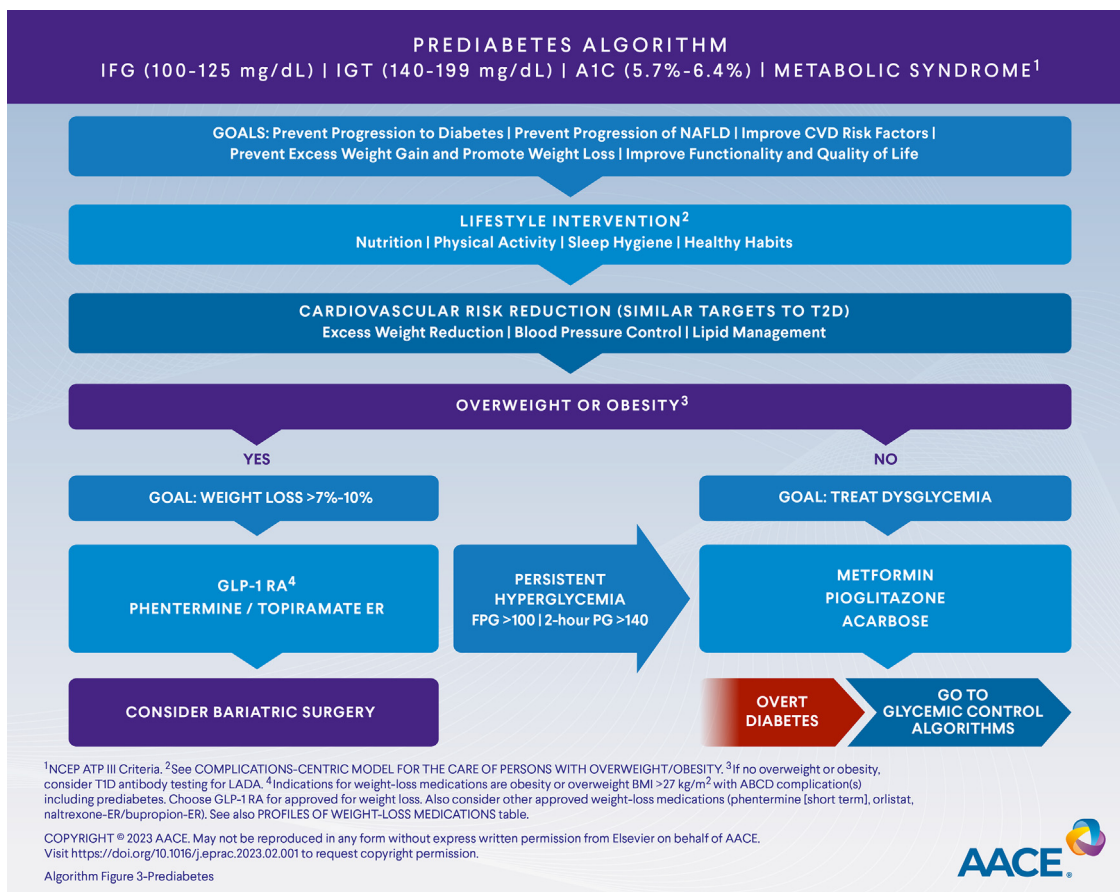 PREDIABETES ALGORITHM
IFG (100-125 mg/dL) | IGT (140-199 mg/dL) | A1C (5.7%-6.4%) | METABOLIC SYNDROME¹
GOALS: Prevent Progression to Diabetes | Prevent Progression of NAFLD | Improve CVD Risk Factors |
Prevent Excess Weight Gain and Promote Weight Loss | Improve Functionality and Quality of Life
LIFESTYLE INTERVENTION²
Nutrition | Physical Activity | Sleep Hygiene | Healthy Habits
CARDIOVASCULAR RISK REDUCTION (SIMILAR TARGETS TO T2D)
Excess Weight Reduction | Blood Pressure Control | Lipid Management
OVERWEIGHT OR OBESITY³
YES
NO
GOAL: WEIGHT LOSS >7%-10%
GOAL: TREAT DYSGLYCEMIA
GLP-1 RA⁴
PHENTERMINE / TOPIRAMATE ER
PERSISTENT
HYPERGLYCEMIA
FPG >100 | 2-hour PG >140
METFORMIN
PIOGLITAZONE
ACARBOSE
CONSIDER BARIATRIC SURGERY
OVERT
DIABETES
GO TO
GLYCEMIC CONTROL
ALGORITHMS
¹NCEP ATP III Criteria. ²See COMPLICATIONS-CENTRIC MODEL FOR THE CARE OF PERSONS WITH OVERWEIGHT/OBESITY. ³If no overweight or obesity,
consider T1D antibody testing for LADA. ⁴Indications for weight-loss medications are obesity or overweight BMI >27 kg/m² with ABCD complication(s)
including prediabetes. Choose GLP-1 RA for approved for weight loss. Also consider other approved weight-loss medications (phentermine [short term], orlistat,
naltrexone-ER/bupropion-ER). See also PROFILES OF WEIGHT-LOSS MEDICATIONS table.
COPYRIGHT © 2023 AACE. May not be reproduced in any form without express written permission from Elsevier on behalf of AACE.
Visit https://doi.org/10.1016/j.eprac.2023.02.001 to request copyright permission.
Algorithm Figure 3-Prediabetes
AACE®